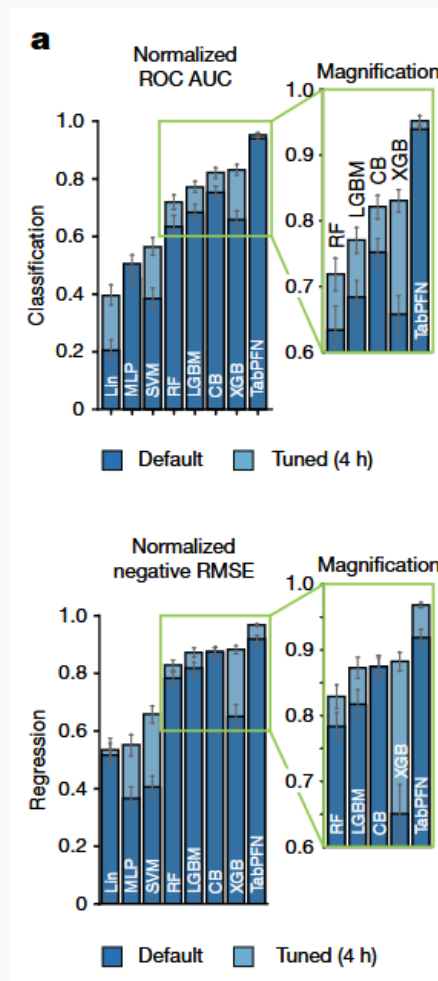 a
Normalized
ROC AUC
Magnification
Classification
1.0
0.8
0.6
0.4
0.2
0
Lin
MLP
SVM
RF
LGBM
CB
XGB
TabPFN
1.0
0.9
0.8
0.7
0.6
RF
LGBM
CB
XGB
TabPFN
Default
Tuned (4 h)
Normalized
negative RMSE
Magnification
Regression
1.0
0.8
0.6
0.4
0.2
0
Lin
MLP
SVM
RF
LGBM
CB
XGB
TabPFN
1.0
0.9
0.8
0.7
0.6
RF
LGBM
CB
XGB
TabPFN
Default
Tuned (4 h)